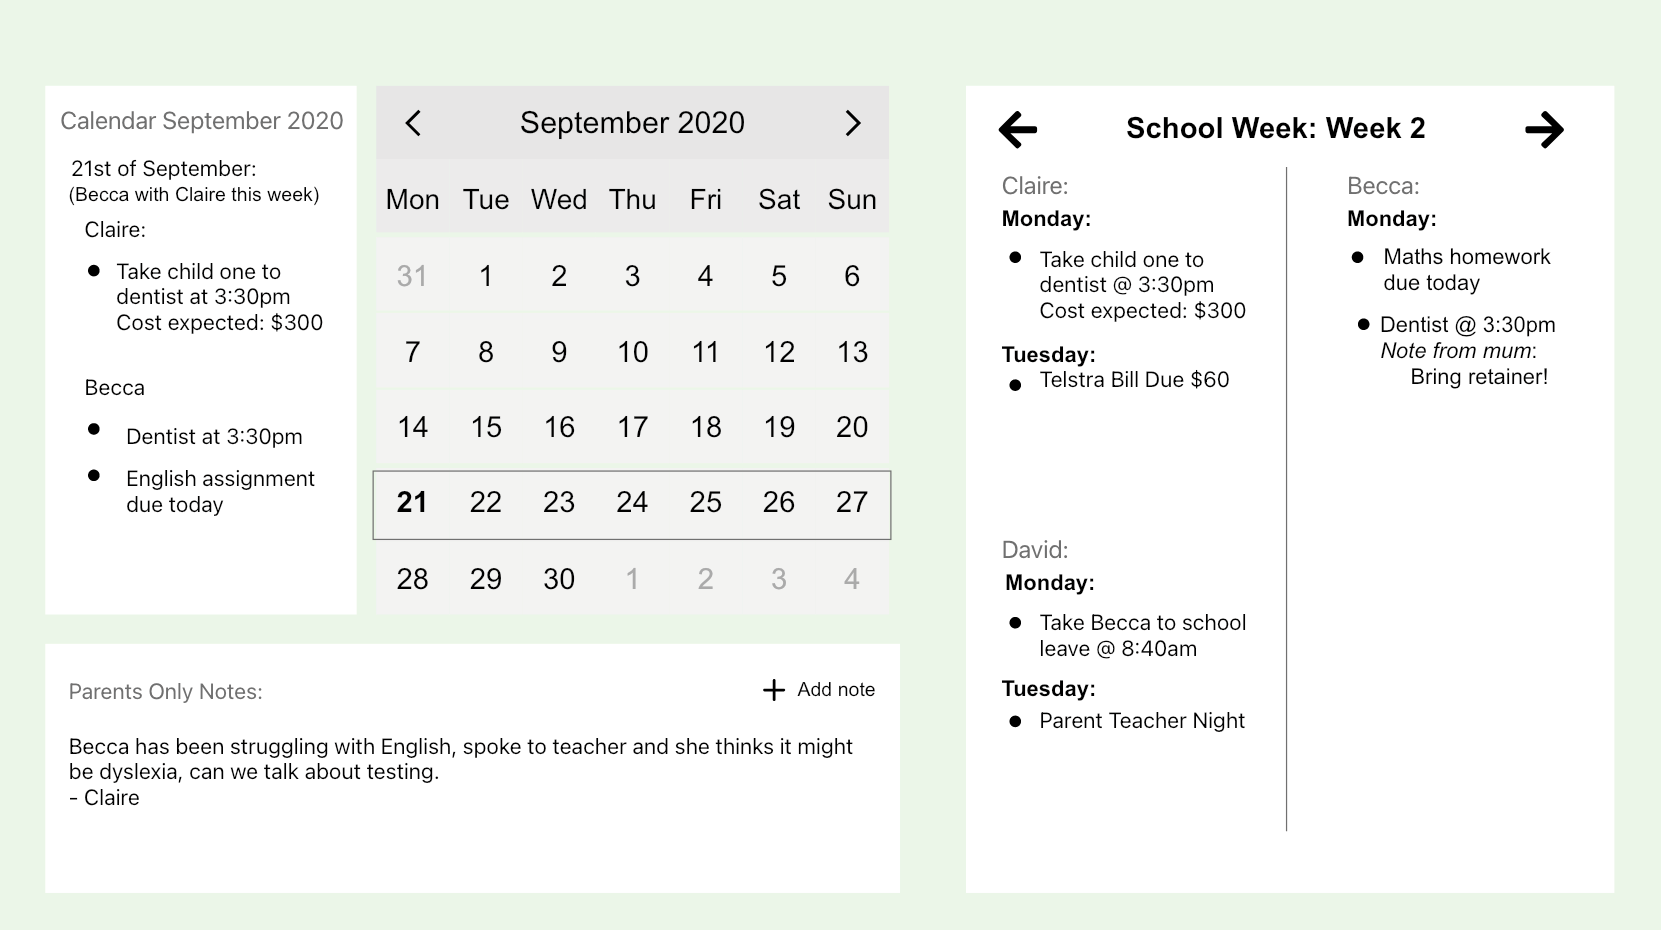 Calendar September 2020
21st of September:
(Becca with Claire this week)
Claire:
● Take child one to
dentist at 3:30pm
Cost expected: $300
Becca
● Dentist at 3:30pm
● English assignment
due today
September 2020
Mon Tue Wed Thu Fri Sat Sun
31 1 2 3 4 5 6
7 8 9 10 11 12 13
14 15 16 17 18 19 20
21 22 23 24 25 26 27
28 29 30 1 2 3 4
Parents Only Notes:
+ Add note
Becca has been struggling with English, spoke to teacher and she thinks it might
be dyslexia, can we talk about testing.
- Claire
School Week: Week 2
Claire:
Monday:
● Take child one to
dentist @ 3:30pm
Cost expected: $300
Tuesday:
● Telstra Bill Due $60
David:
Monday:
● Take Becca to school
leave @ 8:40am
Tuesday:
● Parent Teacher Night
Becca:
Monday:
● Maths homework
due today
● Dentist @ 3:30pm
Note from mum:
Bring retainer!